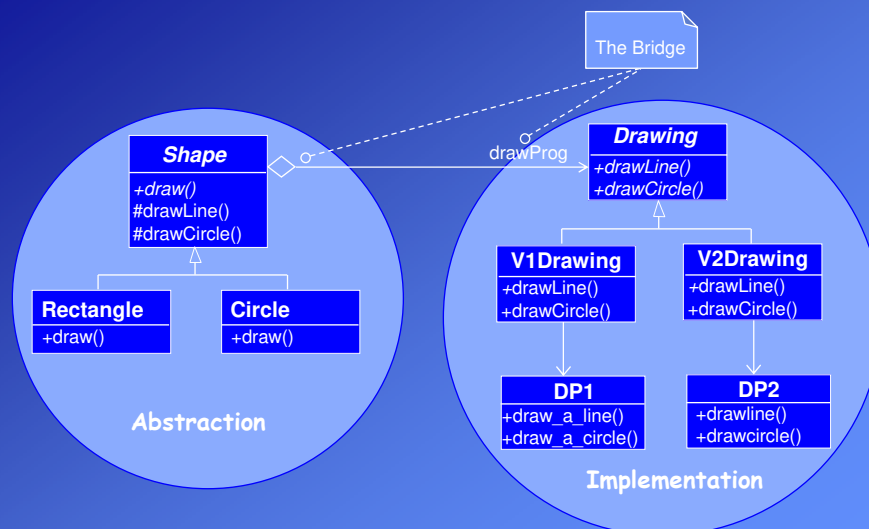 The Bridge
Shape
+draw()
#drawLine()
#drawCircle()
drawProg
Drawing
+drawLine()
+drawCircle()
Rectangle
+draw()
Circle
+draw()
Abstraction
V1Drawing
+drawLine()
+drawCircle()
V2Drawing
+drawLine()
+drawCircle()
DP1
+draw_a_line()
+draw_a_circle()
DP2
+drawline()
+drawcircle()
Implementation